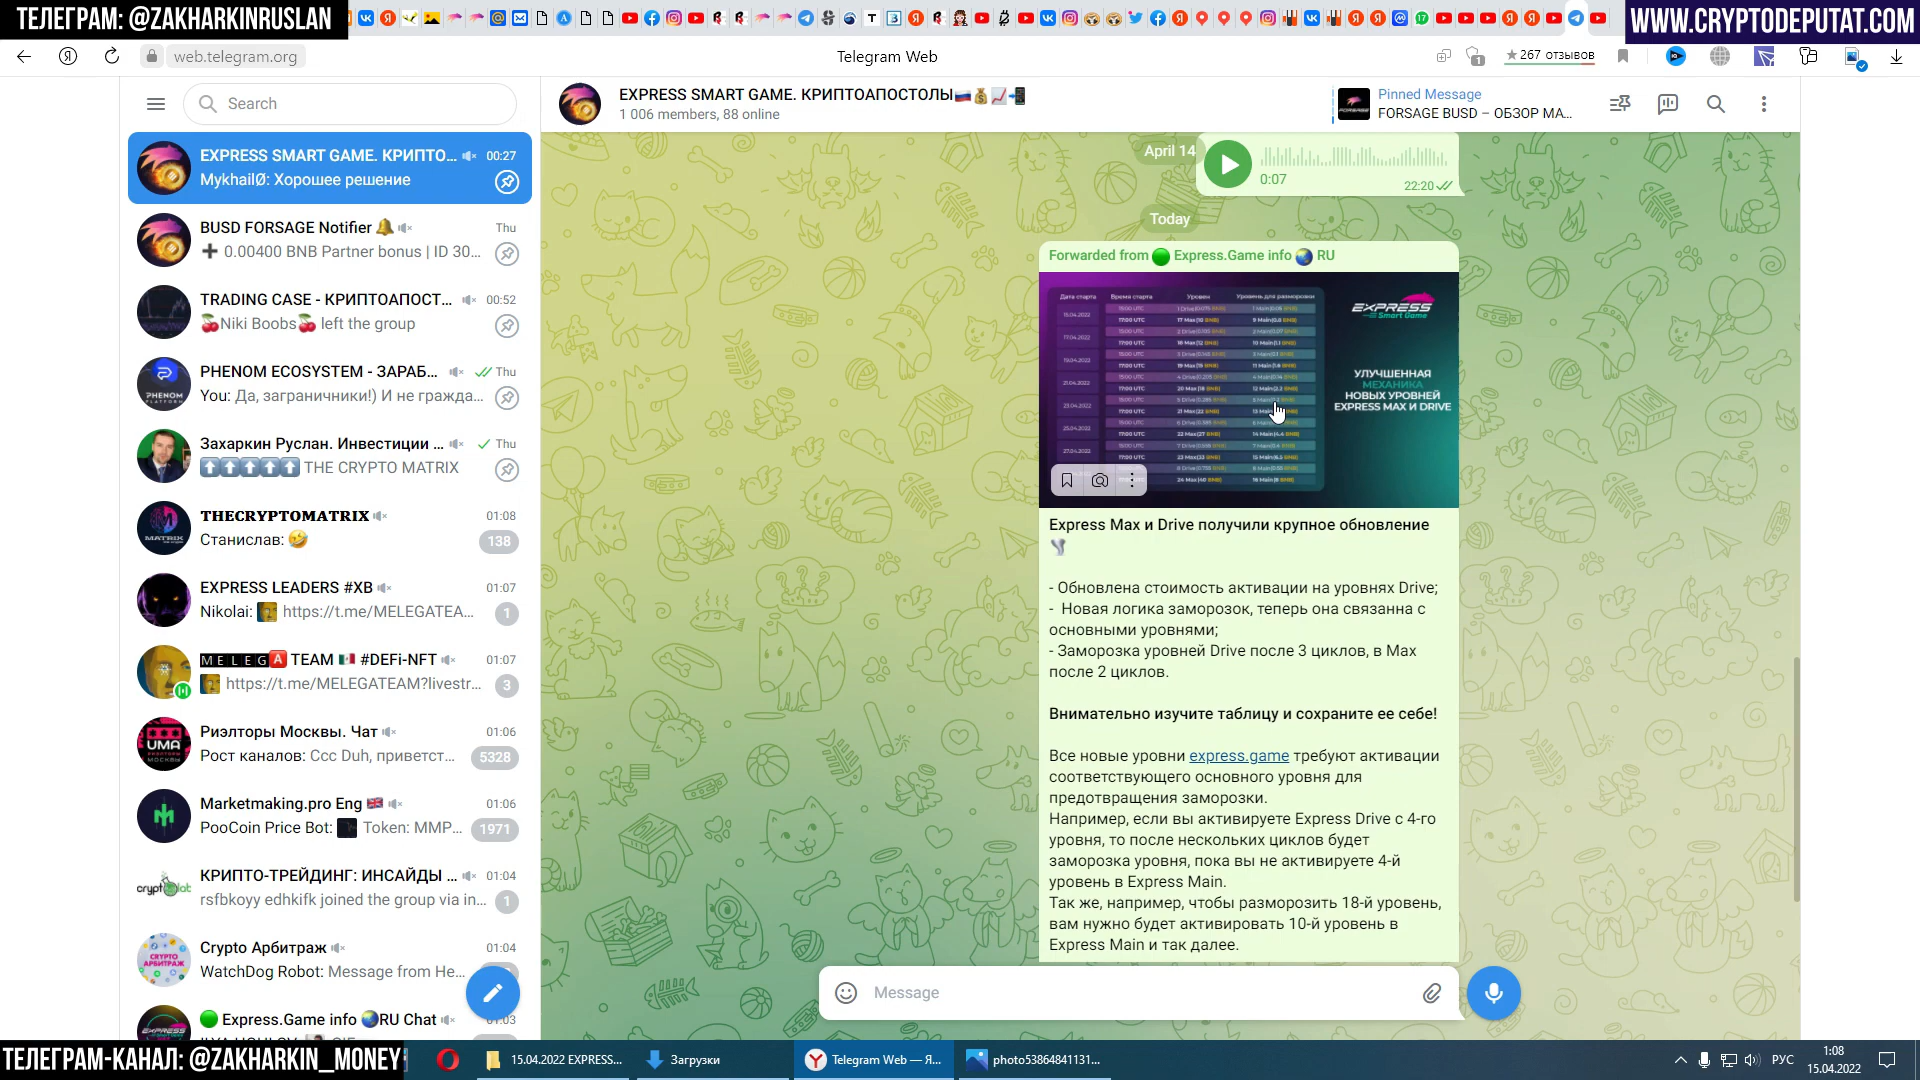 ТЕЛЕГРАМ: @ZAKHARKINRUSLAN
WWW.CRYPTODEPUTAT.COM
web.telegram.org
Telegram Web
★ 267 отзывов
Search
EXPRESS SMART GAME. КРИПТО...
00:27
MykhailØ: Хорошее решение
BUSD FORSAGE Notifier
Thu
0.00400 BNB Partner bonus | ID 30...
TRADING CASE - КРИПТОАПОСТ...
00:52
Niki Boobs left the group
PHENOM ECOSYSTEM - ЗАРАБ...
Thu
You: Да, заграничники!) И не гражда...
Захаркин Руслан. Инвестиции ...
Thu
THE CRYPTO MATRIX
THECRYPTOMATRIX
01:08
Станислав:
138
EXPRESS LEADERS #XB
01:07
Nikolai: https://t.me/MELEGATEA...
1
MELEGA TEAM #DEFi-NFT
01:07
https://t.me/MELEGATEAM?livestr...
3
Риэлторы Москвы. Чат
01:06
Рост каналов: Ccc Duh, приветст...
5328
Marketmaking.pro Eng
01:06
PooCoin Price Bot: Token: MMP...
1971
КРИПТО-ТРЕЙДИНГ: ИНСАЙДЫ ...
01:04
rsfbkoyy edhkifk joined the group via in...
1
Crypto Арбитраж
01:04
WatchDog Robot: Message from He...
Express.Game info RU Chat
EXPRESS SMART GAME. КРИПТОАПОСТОЛЫ
1 006 members, 88 online
Pinned Message
FORSAGE BUSD – ОБЗОР МА...
April 14
0:07
22:20
Today
Forwarded from Express.Game info RU
Дата старта Время старта Уровен Уровень для разморозки
EXPRESS
Smart Game
УЛУЧШЕННАЯ
МЕХАНИКА
НОВЫХ УРОВНЕЙ
EXPRESS MAX И DRIVE
Express Max и Drive получили крупное обновление
- Обновлена стоимость активации на уровнях Drive;
- Новая логика заморозок, теперь она связанна с
основными уровнями;
- Заморозка уровней Drive после 3 циклов, в Max
после 2 циклов.
Внимательно изучите таблицу и сохраните ее себе!
Все новые уровни express.game требуют активации
соответствующего основного уровня для
предотвращения заморозки.
Например, если вы активируете Express Drive с 4-го
уровня, то после нескольких циклов будет
заморозка уровня, пока вы не активируете 4-й
уровень в Express Main.
Так же, например, чтобы разморозить 18-й уровень,
вам нужно будет активировать 10-й уровень в
Express Main и так далее.
Message
ТЕЛЕГРАМ-КАНАЛ: @ZAKHARKIN_MONEY
15.04.2022 EXPRESS...
Загрузки
Telegram Web — Я...
photo53864841131...
РУС
1:08
15.04.2022